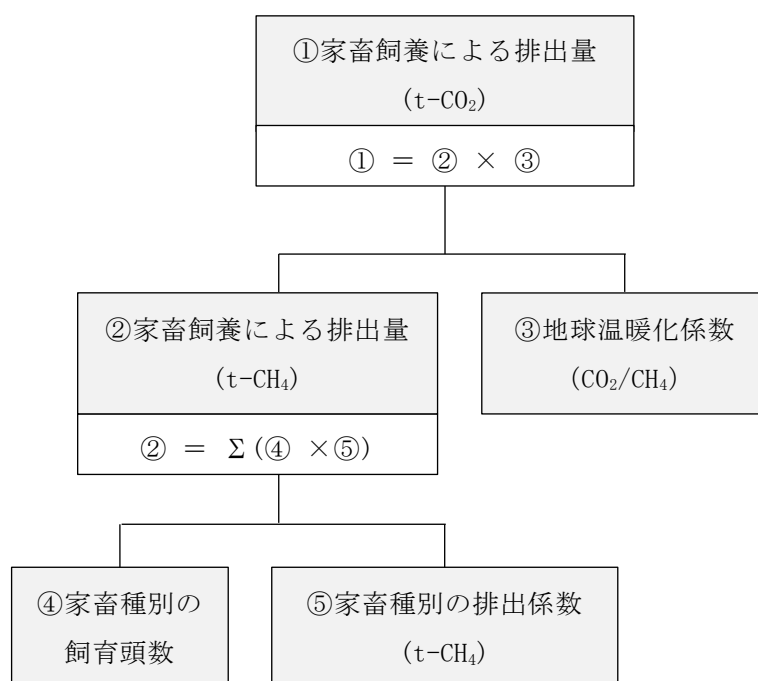 ①家畜飼養による排出量
(t-CO₂)
① = ② × ③
②家畜飼養による排出量
(t-CH₄)
② = Σ(④ ×⑤)
③地球温暖化係数
(CO₂/CH₄)
④家畜種別の
飼育頭数
⑤家畜種別の排出係数
(t-CH₄)